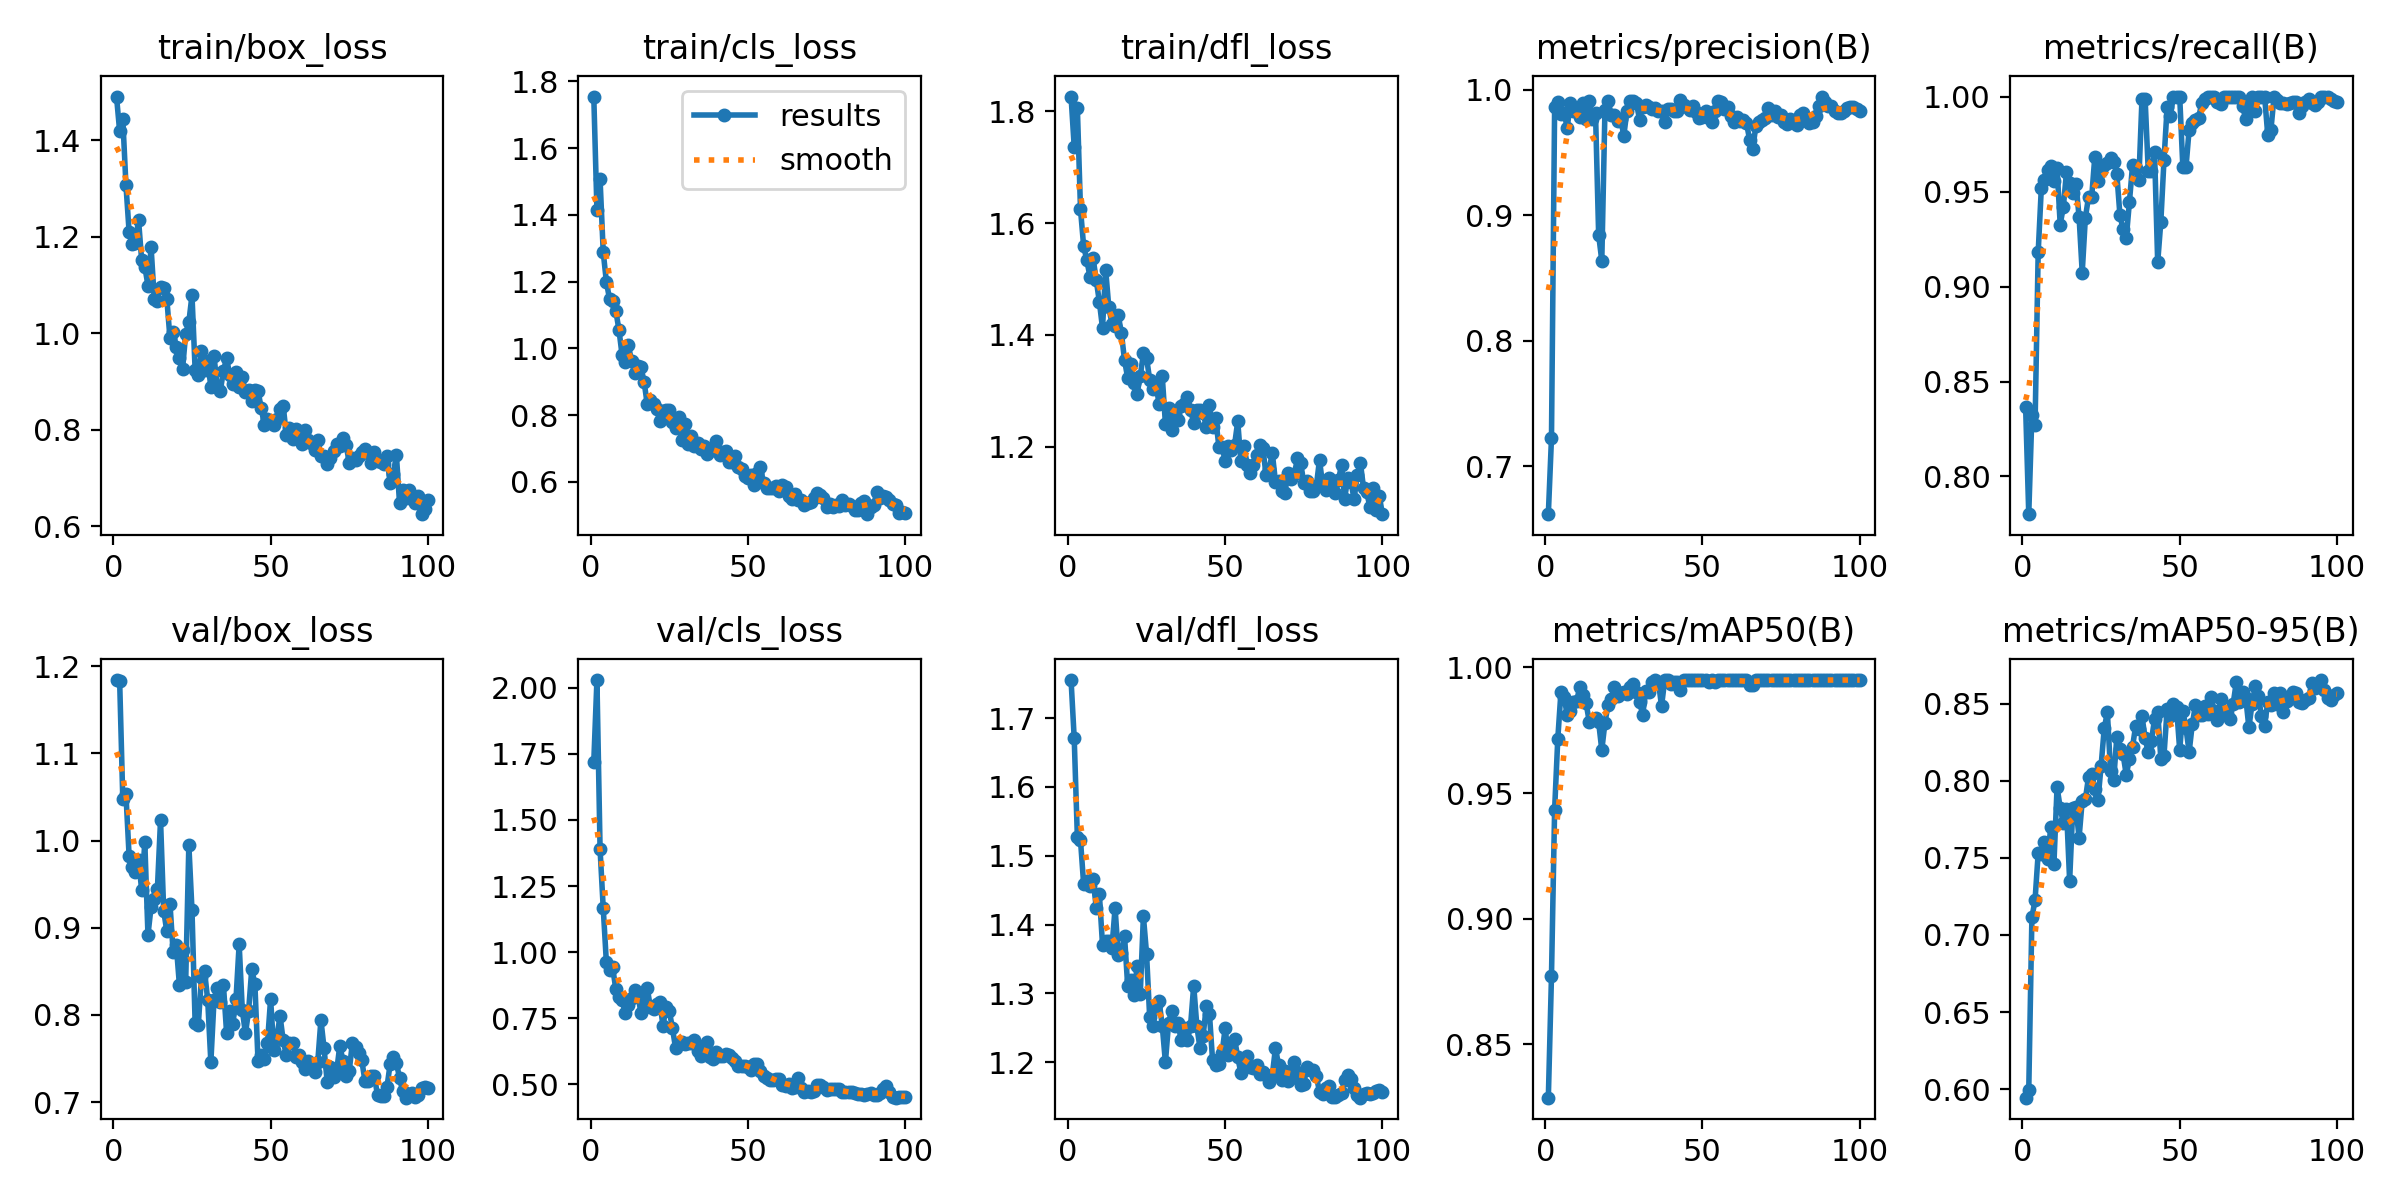 train/box_loss
1.4
1.2
1.0
0.8
0.6
0 50 100
train/cls_loss
results
smooth
1.8
1.6
1.4
1.2
1.0
0.8
0.6
0 50 100
train/dfl_loss
1.8
1.6
1.4
1.2
0 50 100
metrics/precision(B)
1.0
0.9
0.8
0.7
0 50 100
metrics/recall(B)
1.00
0.95
0.90
0.85
0.80
0 50 100
val/box_loss
1.2
1.1
1.0
0.9
0.8
0.7
0 50 100
val/cls_loss
2.00
1.75
1.50
1.25
1.00
0.75
0.50
0 50 100
val/dfl_loss
1.7
1.6
1.5
1.4
1.3
1.2
0 50 100
metrics/mAP50(B)
1.00
0.95
0.90
0.85
0 50 100
metrics/mAP50-95(B)
0.85
0.80
0.75
0.70
0.65
0.60
0 50 100